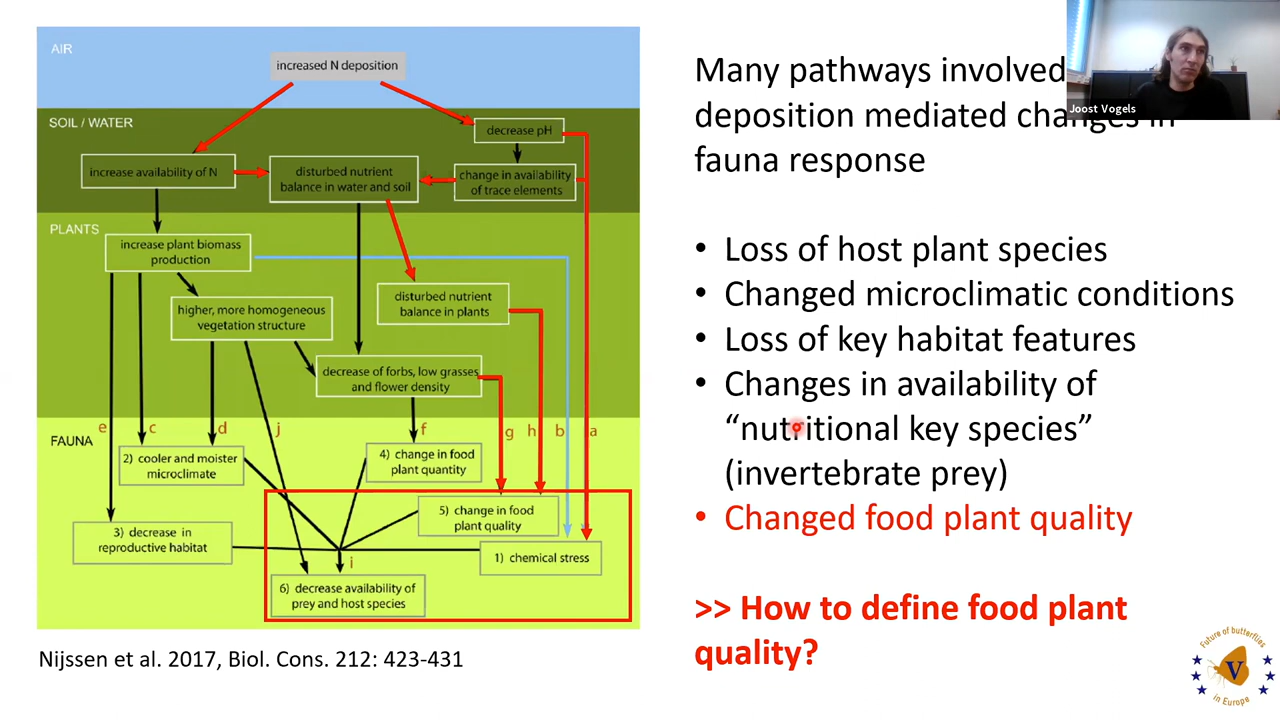 AIR
increased N deposition
SOIL / WATER
decrease pH
increase availability of N
disturbed nutrient
balance in water and soil
change in availability
of trace elements
PLANTS
increase plant biomass
production
higher, more homogeneous
vegetation structure
disturbed nutrient
balance in plants
decrease of forbs, low grasses
and flower density
FAUNA
e
c
d
j
f
g
h
b
a
2) cooler and moister
microclimate
4) change in food
plant quantity
3) decrease in
reproductive habitat
5) change in food
plant quality
1) chemical stress
i
6) decrease availability of
prey and host species
Nijssen et al. 2017, Biol. Cons. 212: 423-431
Many pathways involved
deposition mediated changes in
fauna response
• Loss of host plant species
• Changed microclimatic conditions
• Loss of key habitat features
• Changes in availability of
“nutritional key species”
(invertebrate prey)
• Changed food plant quality
>> How to define food plant
quality?
Joost Vogels
Future of butterflies
V
in Europe